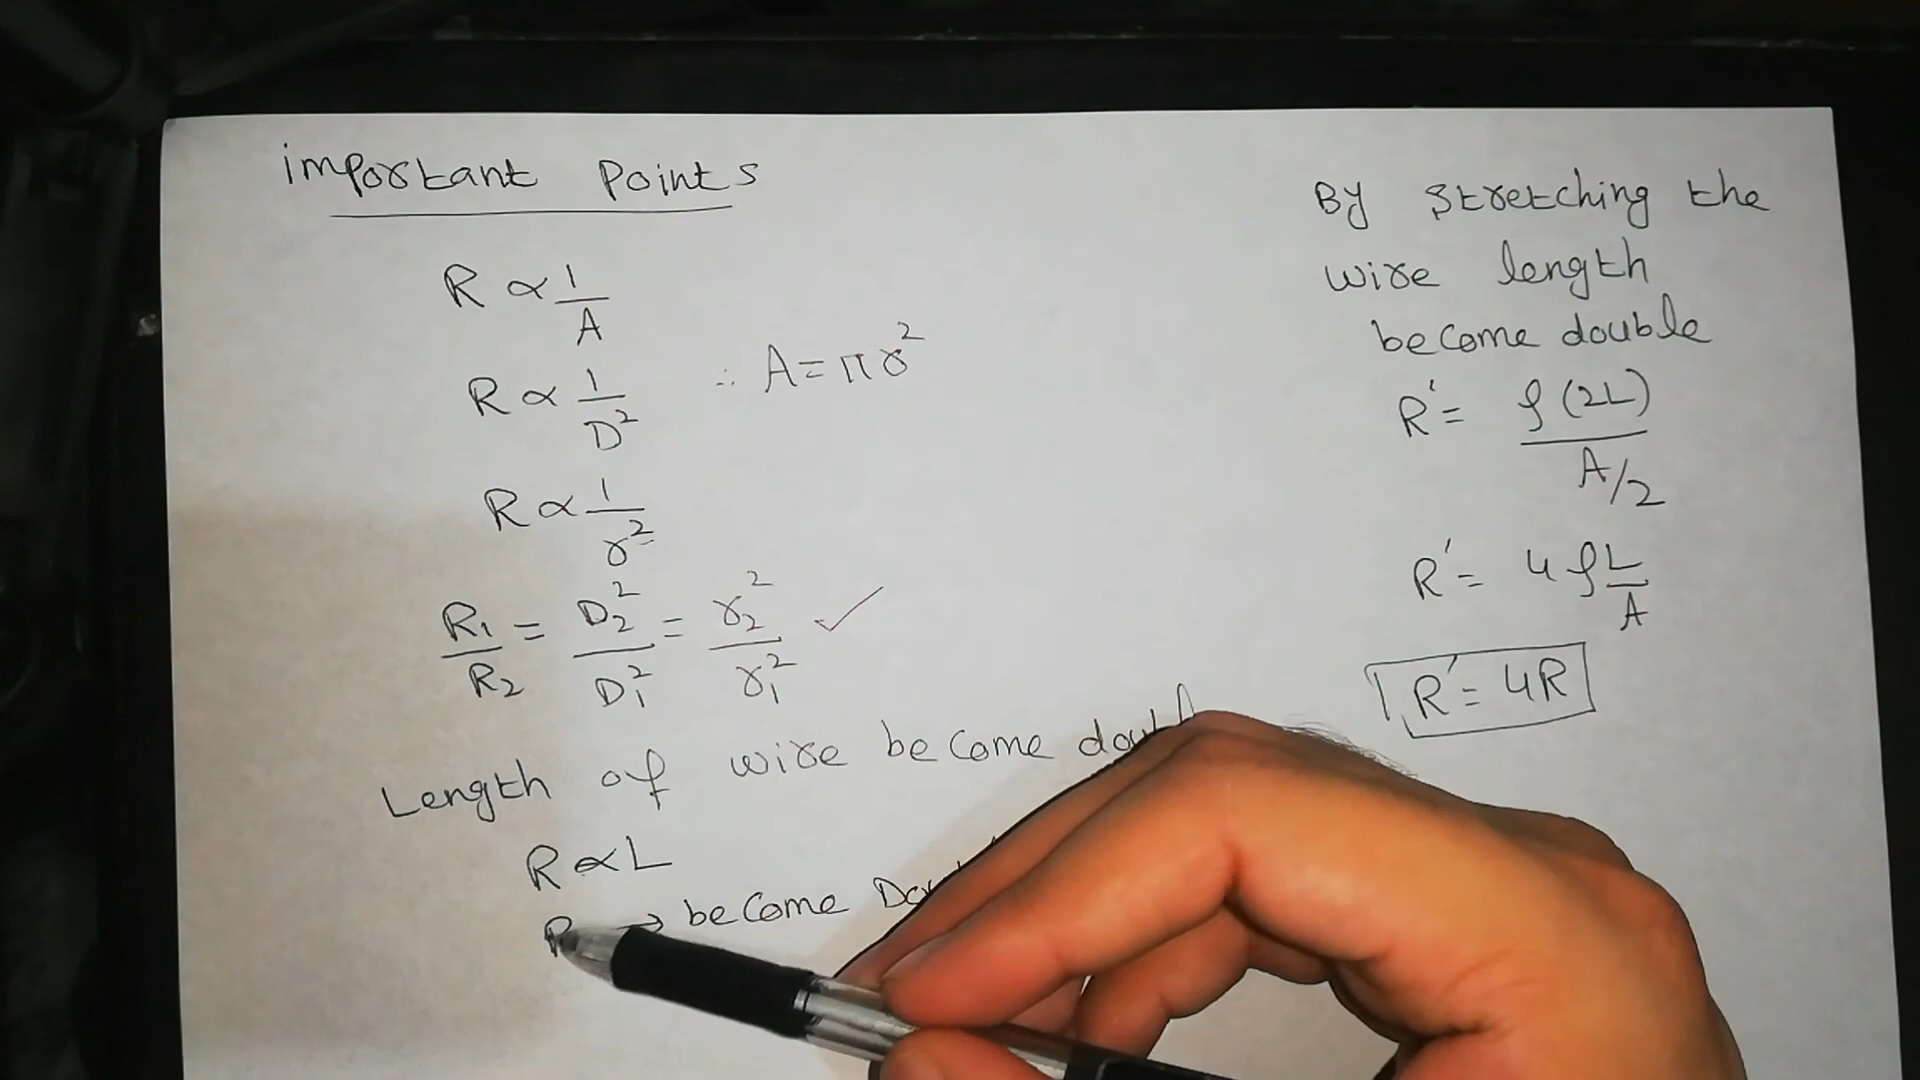 important Points
R ∝ 1/A
R ∝ 1/D² ∴ A = πr²
R ∝ 1/r²
R₁/R₂ = D₂²/D₁² = r₂²/r₁² ✓
Length of wire become
R ∝ L
R → become
By stretching the
wire length
become double
R' = ρ(2L)/A/2
R' = 4ρL/A
R' = 4R